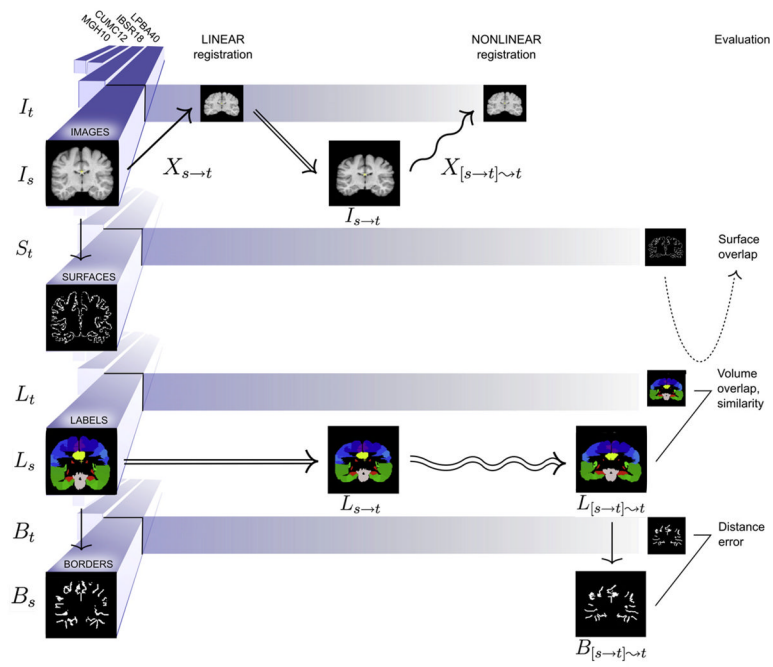 LPBA40
IBSR18
CUMC12
MGH10
LINEAR
registration
NONLINEAR
registration
Evaluation
I_t
IMAGES
I_s
X_{s→t}
X_{[s→t]⤳t}
I_{s→t}
S_t
Surface
overlap
SURFACES
L_t
Volume
overlap,
similarity
LABELS
L_s
L_{s→t}
L_{[s→t]⤳t}
B_t
Distance
error
BORDERS
B_s
B_{[s→t]⤳t}